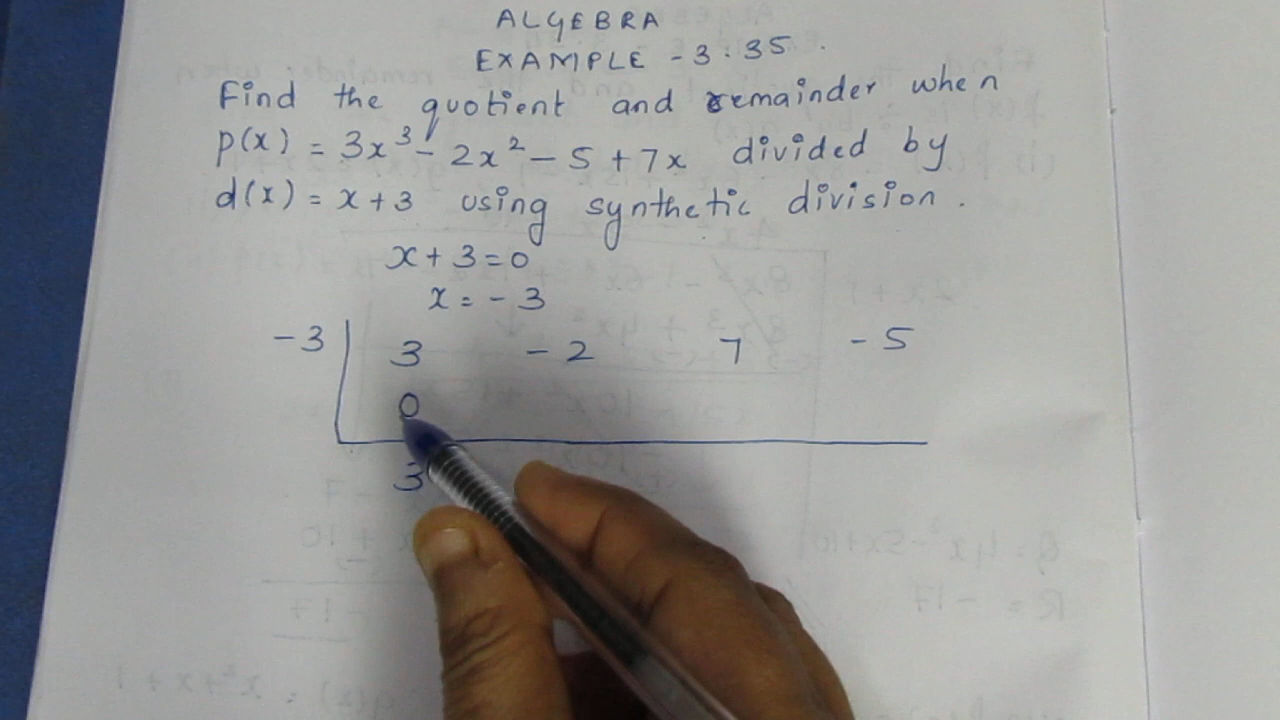 ALGEBRA
EXAMPLE - 3.35.
Find the quotient and remainder when
p(x) = 3x³ - 2x² - 5 + 7x divided by
d(x) = x + 3 using synthetic division.
x + 3 = 0
x = - 3
-3 | 3 - 2 7 - 5
0
3